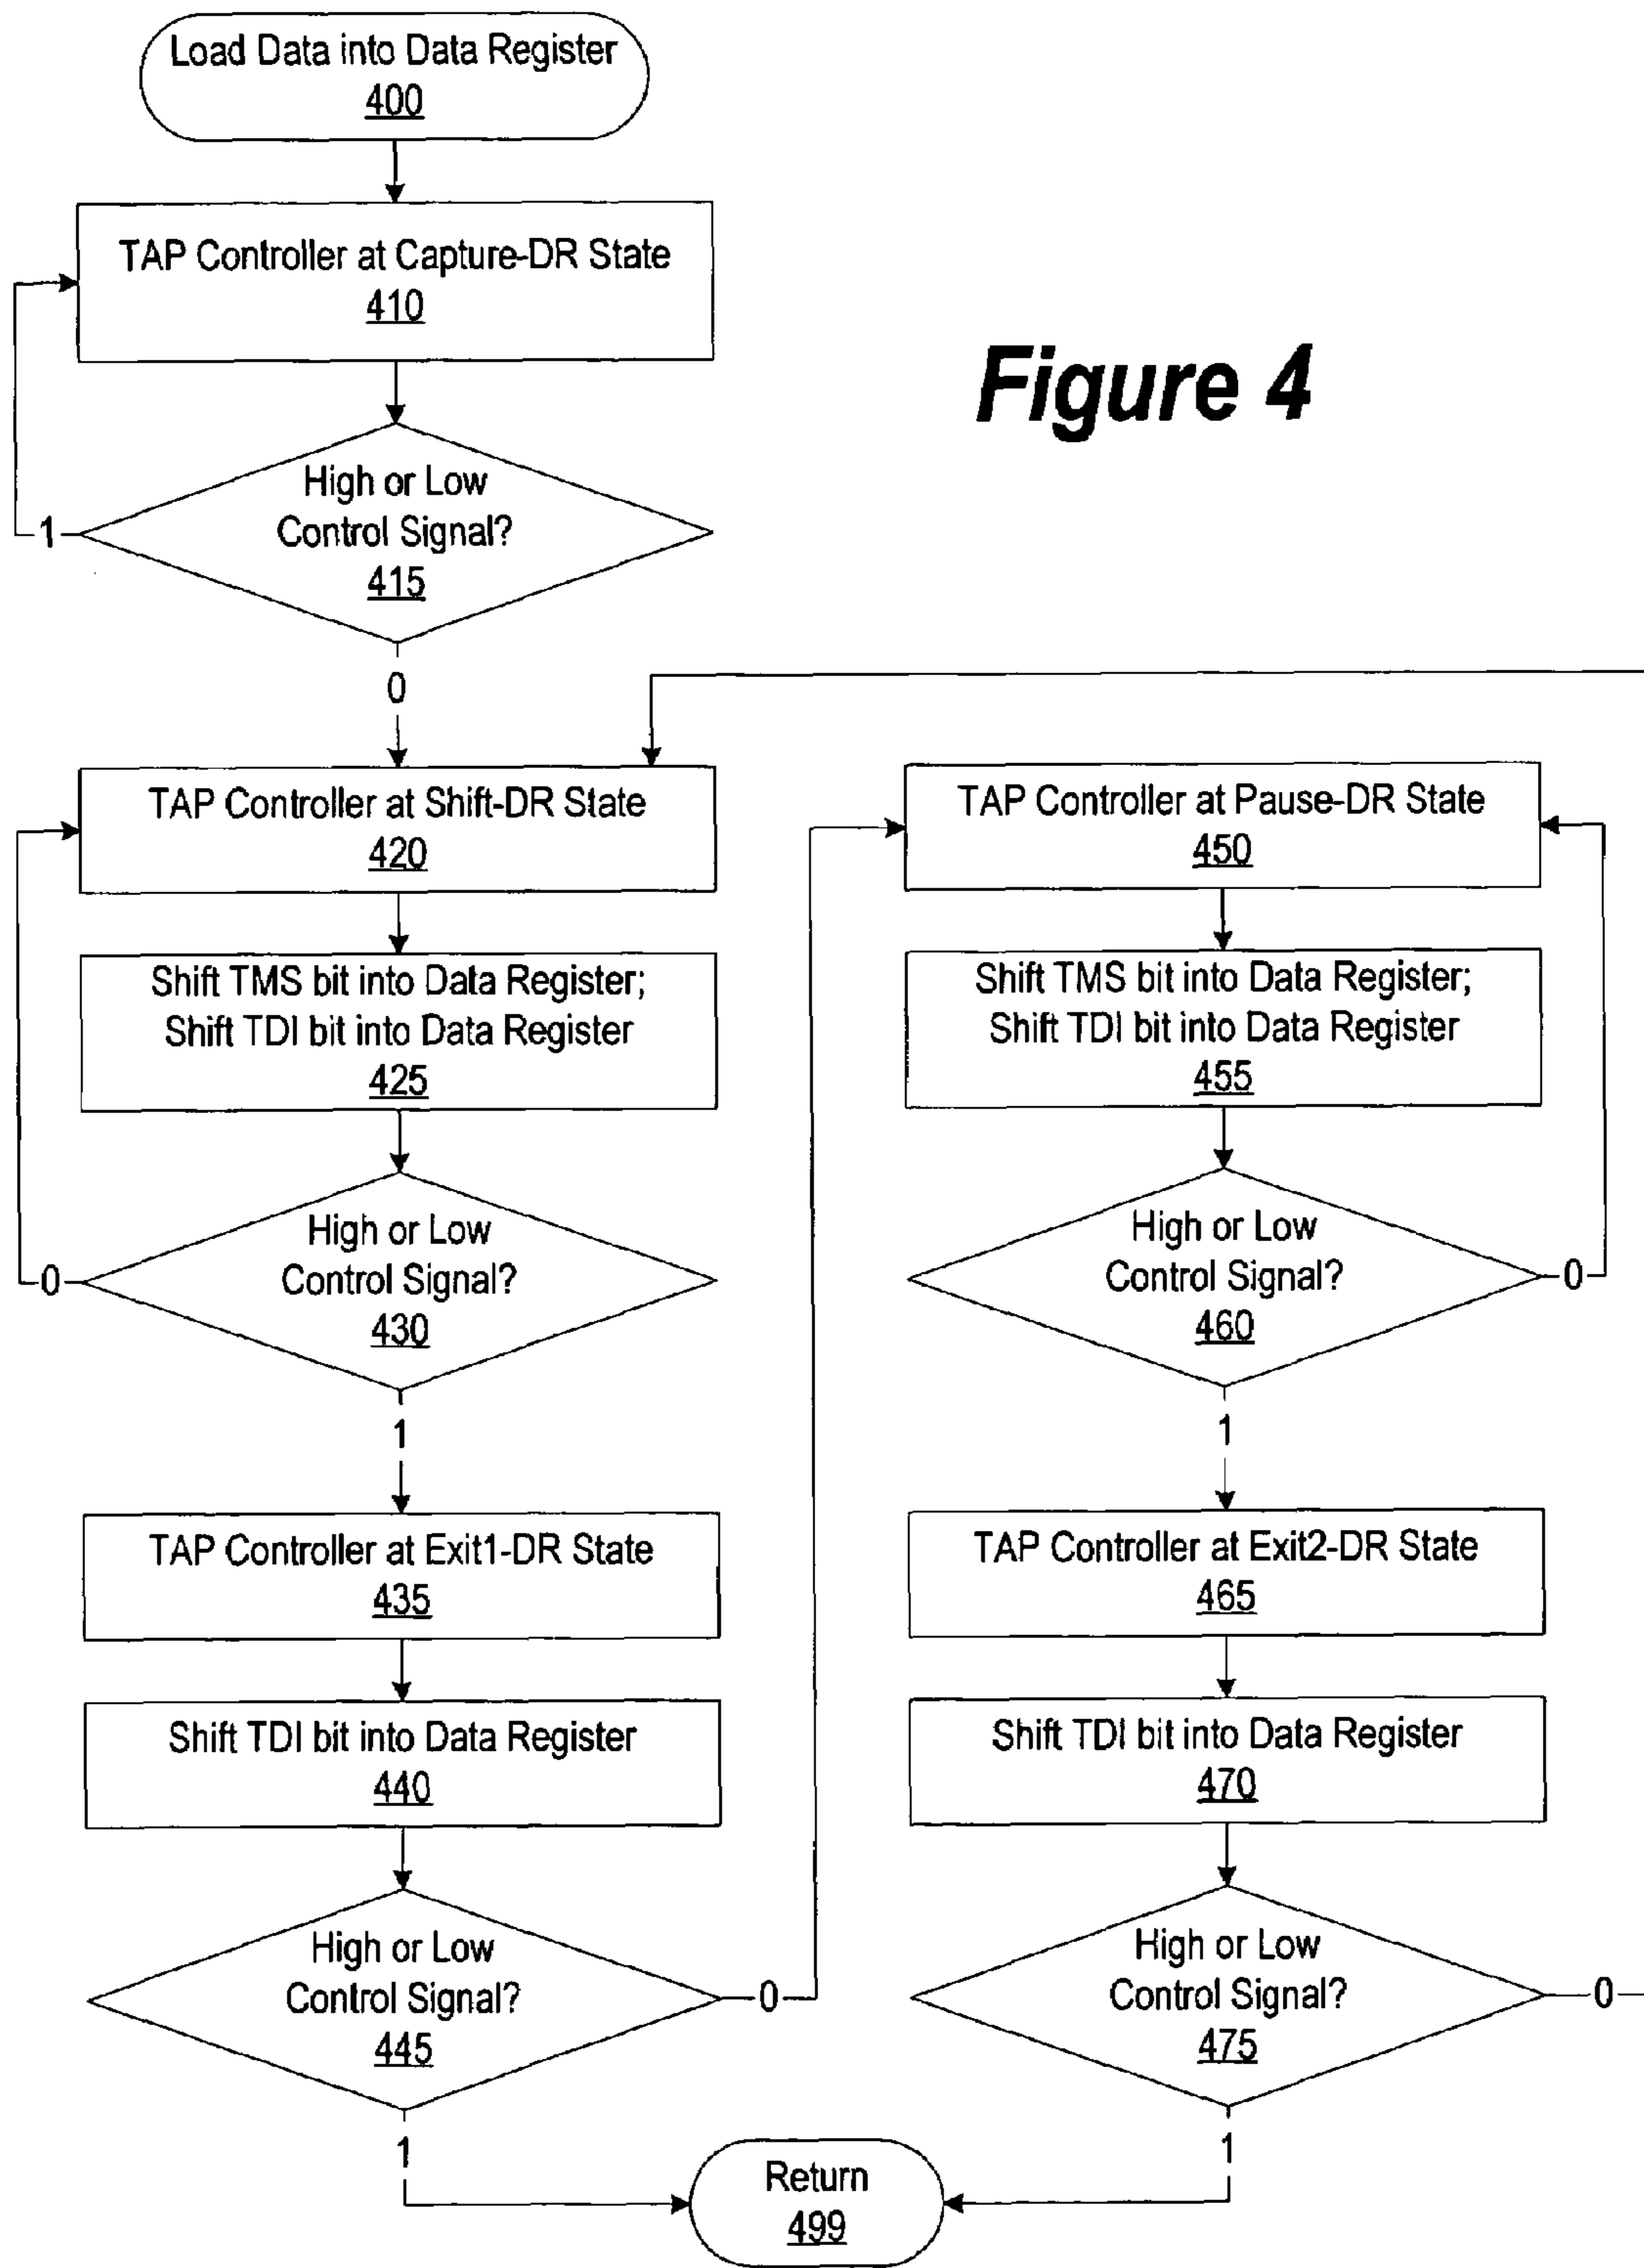 Load Data into Data Register
400
TAP Controller at Capture-DR State
410
Figure 4
High or Low
Control Signal?
415
1
0
TAP Controller at Shift-DR State
420
Shift TMS bit into Data Register;
Shift TDI bit into Data Register
425
High or Low
Control Signal?
430
0
1
TAP Controller at Exit1-DR State
435
Shift TDI bit into Data Register
440
High or Low
Control Signal?
445
0
1
TAP Controller at Pause-DR State
450
Shift TMS bit into Data Register;
Shift TDI bit into Data Register
455
High or Low
Control Signal?
460
0
1
TAP Controller at Exit2-DR State
465
Shift TDI bit into Data Register
470
High or Low
Control Signal?
475
0
1
Return
499